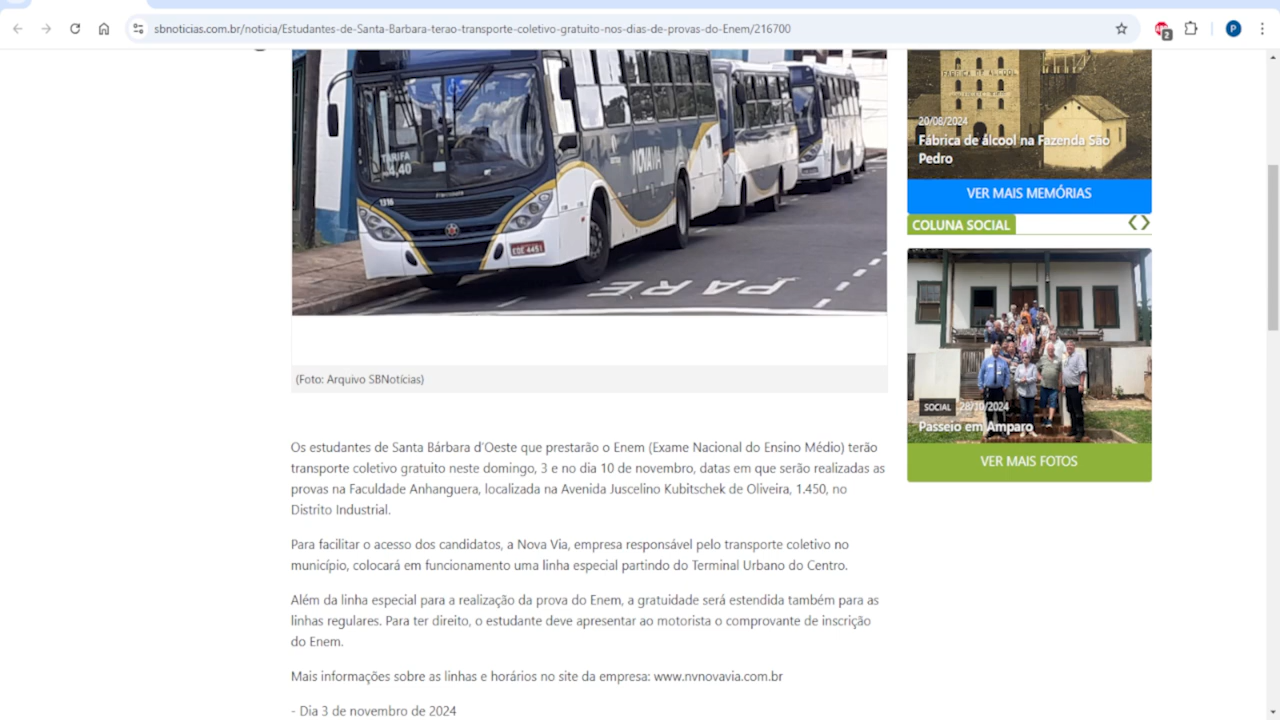 sbnoticias.com.br/noticia/Estudantes-de-Santa-Barbara-terao-transporte-coletivo-gratuito-nos-dias-de-provas-do-Enem/216700
2
P
TARIFA
4,40
1316
NOVAVIA
EOE 4451
PARE
(Foto: Arquivo SBNotícias)
Os estudantes de Santa Bárbara d'Oeste que prestarão o Enem (Exame Nacional do Ensino Médio) terão
transporte coletivo gratuito neste domingo, 3 e no dia 10 de novembro, datas em que serão realizadas as
provas na Faculdade Anhanguera, localizada na Avenida Juscelino Kubitschek de Oliveira, 1.450, no
Distrito Industrial.
Para facilitar o acesso dos candidatos, a Nova Via, empresa responsável pelo transporte coletivo no
município, colocará em funcionamento uma linha especial partindo do Terminal Urbano do Centro.
Além da linha especial para a realização da prova do Enem, a gratuidade será estendida também para as
linhas regulares. Para ter direito, o estudante deve apresentar ao motorista o comprovante de inscrição
do Enem.
Mais informações sobre as linhas e horários no site da empresa: www.nvnovavia.com.br
- Dia 3 de novembro de 2024
FABRICA DE ALCOOL
20/08/2024
Fábrica de álcool na Fazenda São
Pedro
VER MAIS MEMÓRIAS
COLUNA SOCIAL
SOCIAL 28/10/2024
Passeio em Amparo
VER MAIS FOTOS